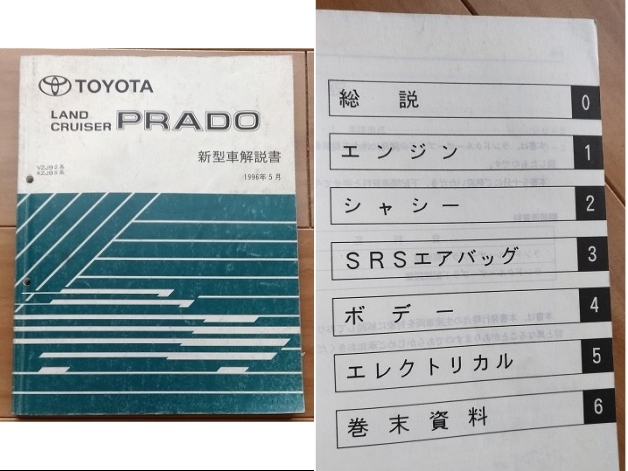 TOYOTA
LAND
CRUISER PRADO
新型車解説書
1996年5月
総説 0
エンジン 1
シャシー 2
SRSエアバッグ 3
ボデー 4
エレクトリカル 5
巻末資料 6